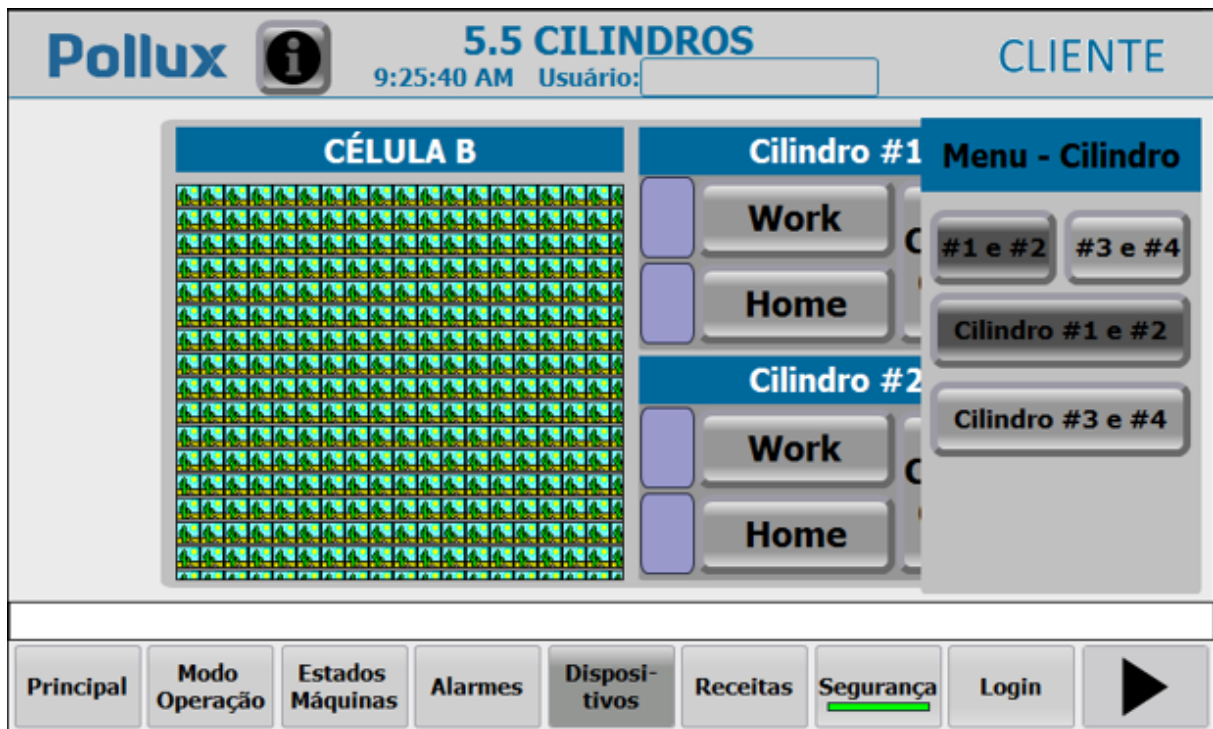 Pollux
i
5.5 CILINDROS
9:25:40 AM Usuário:
CLIENTE
CÉLULA B
Cilindro #1
Work
Home
Cilindro #2
Work
Home
Menu - Cilindro
#1 e #2
#3 e #4
Cilindro #1 e #2
Cilindro #3 e #4
Principal
Modo
Operação
Estados
Máquinas
Alarmes
Disposi-
tivos
Receitas
Segurança
Login